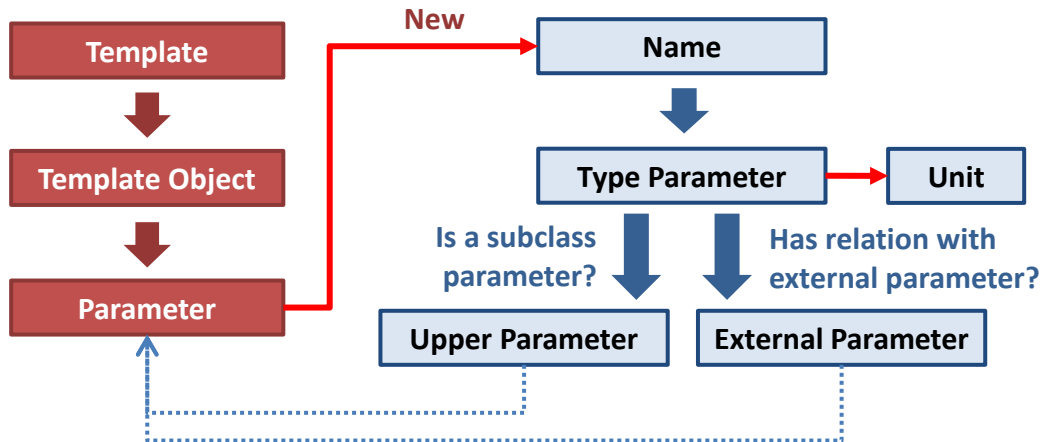 New
Template
Name
Template Object
Type Parameter
Unit
Is a subclass
parameter?
Has relation with
external parameter?
Parameter
Upper Parameter
External Parameter